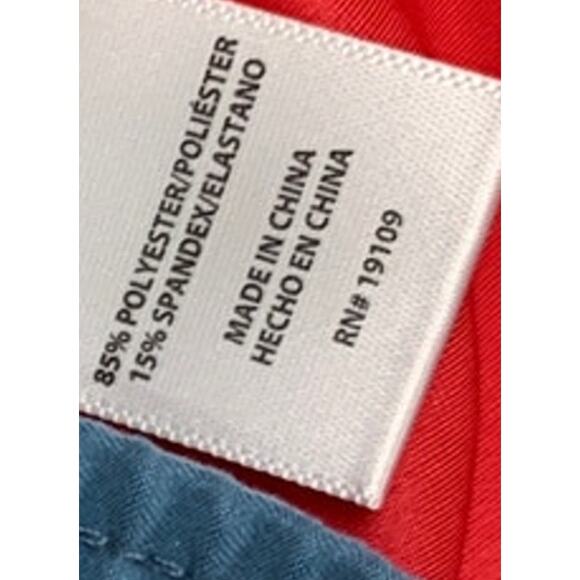 85% POLYESTER/POLIÉSTER
15% SPANDEX/ELASTANO
MADE IN CHINA
HECHO EN CHINA
RN# 19109